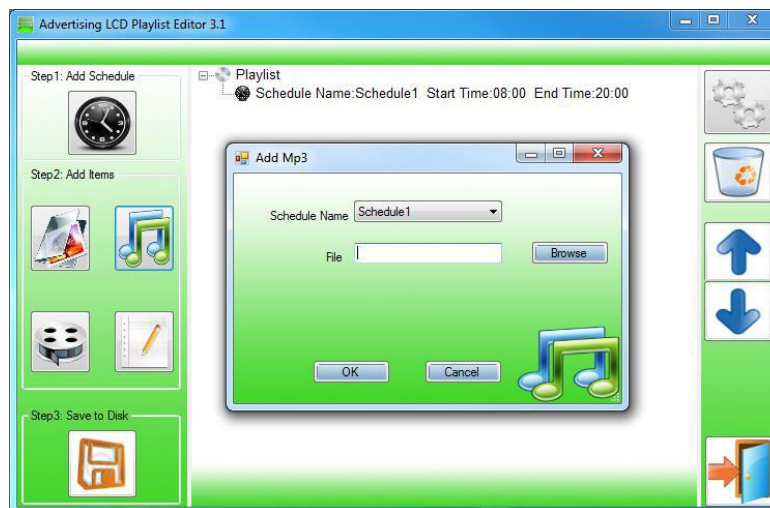 Advertising LCD Playlist Editor 3.1
Step1: Add Schedule
Playlist
Schedule Name:Schedule1 Start Time:08:00 End Time:20:00
Step2: Add Items
Add Mp3
Schedule Name Schedule1
File Browse
OK Cancel
Step3: Save to Disk